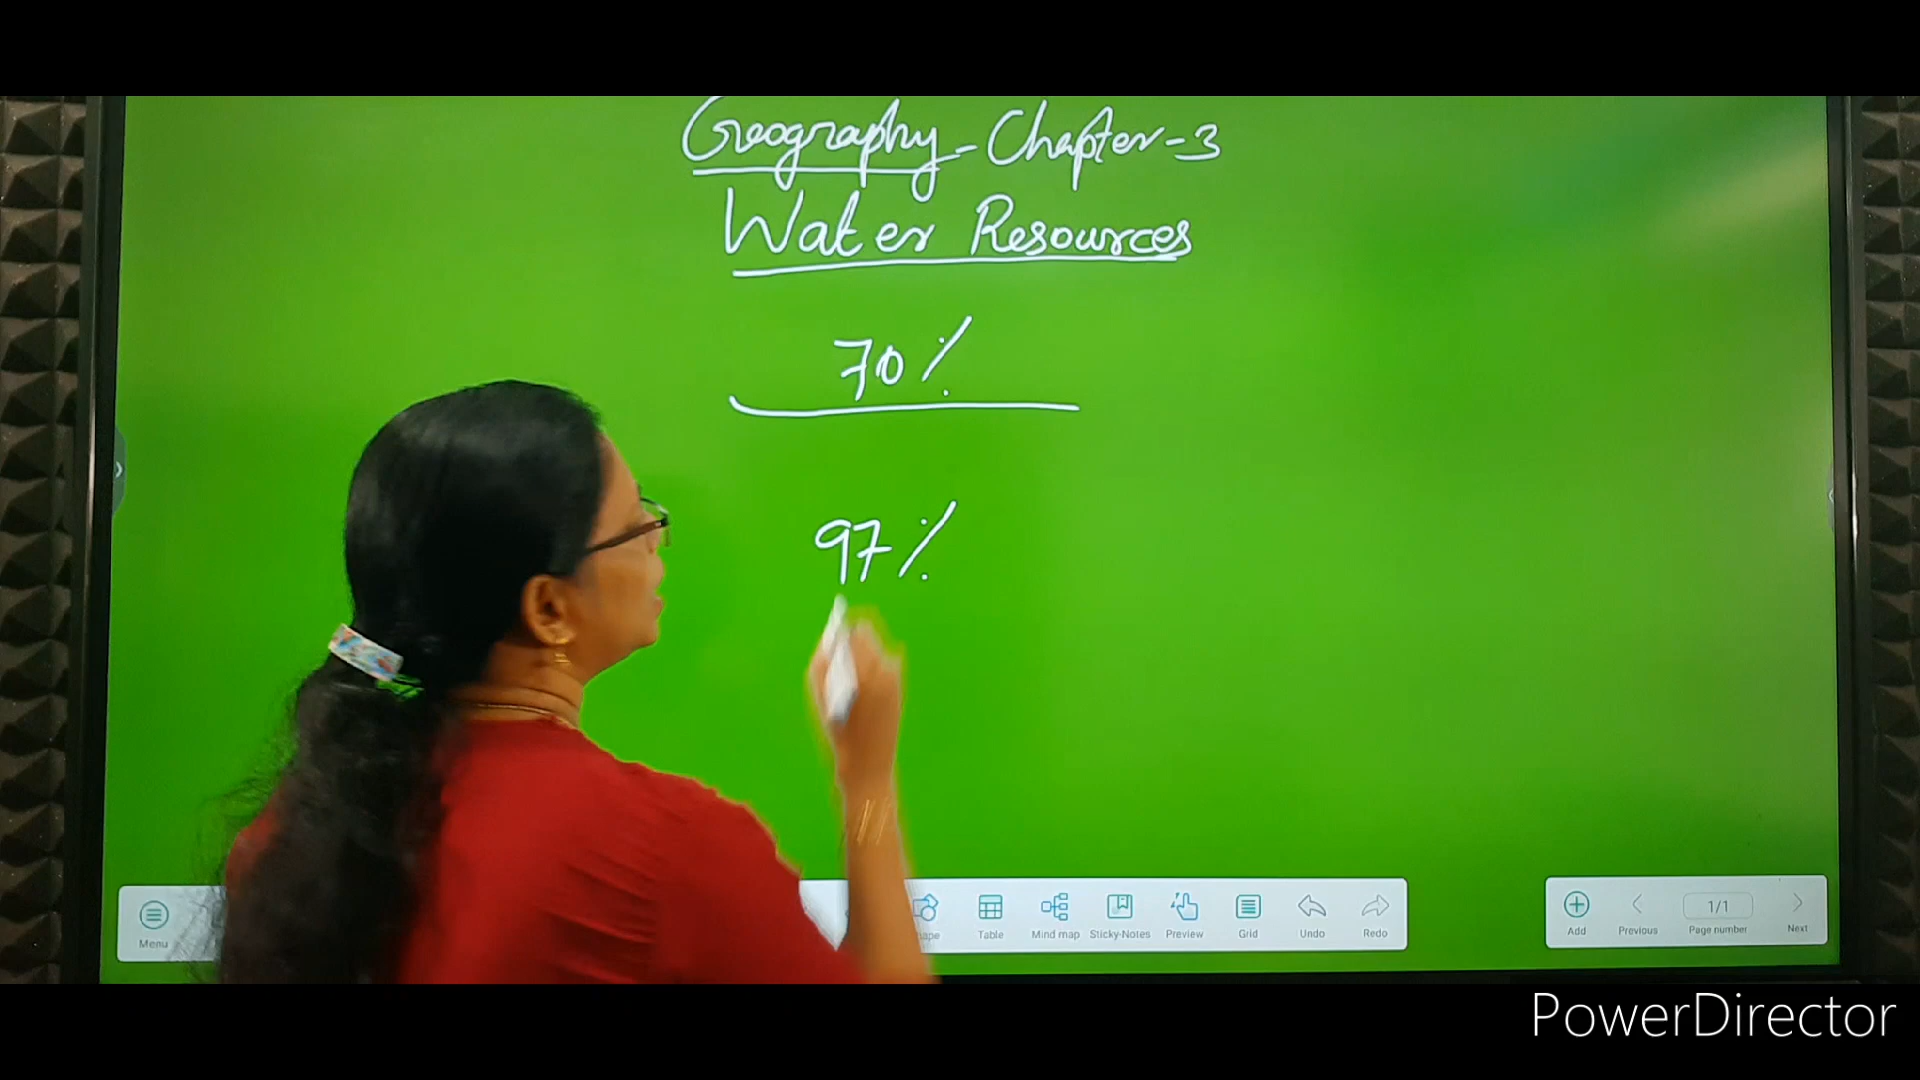 Geography - Chapter - 3
Water Resources
70%
97%
Menu
Table
Mind map
Sticky-Notes
Preview
Grid
Undo
Redo
Add
Previous
1/1
Page number
Next
PowerDirector